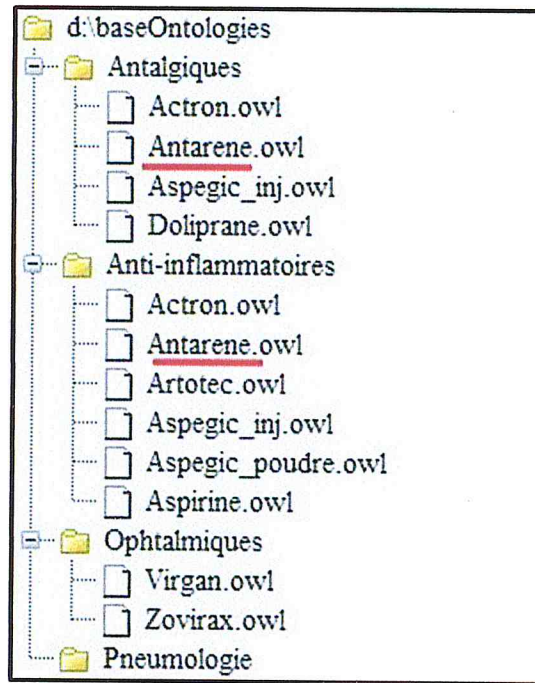 d:\baseOntologies
Antalgiques
Actron.owl
Antarene.owl
Aspegic_inj.owl
Doliprane.owl
Anti-inflammatoires
Actron.owl
Antarene.owl
Artotec.owl
Aspegic_inj.owl
Aspegic_poudre.owl
Aspirine.owl
Ophtalmiques
Virgan.owl
Zovirax.owl
Pneumologie